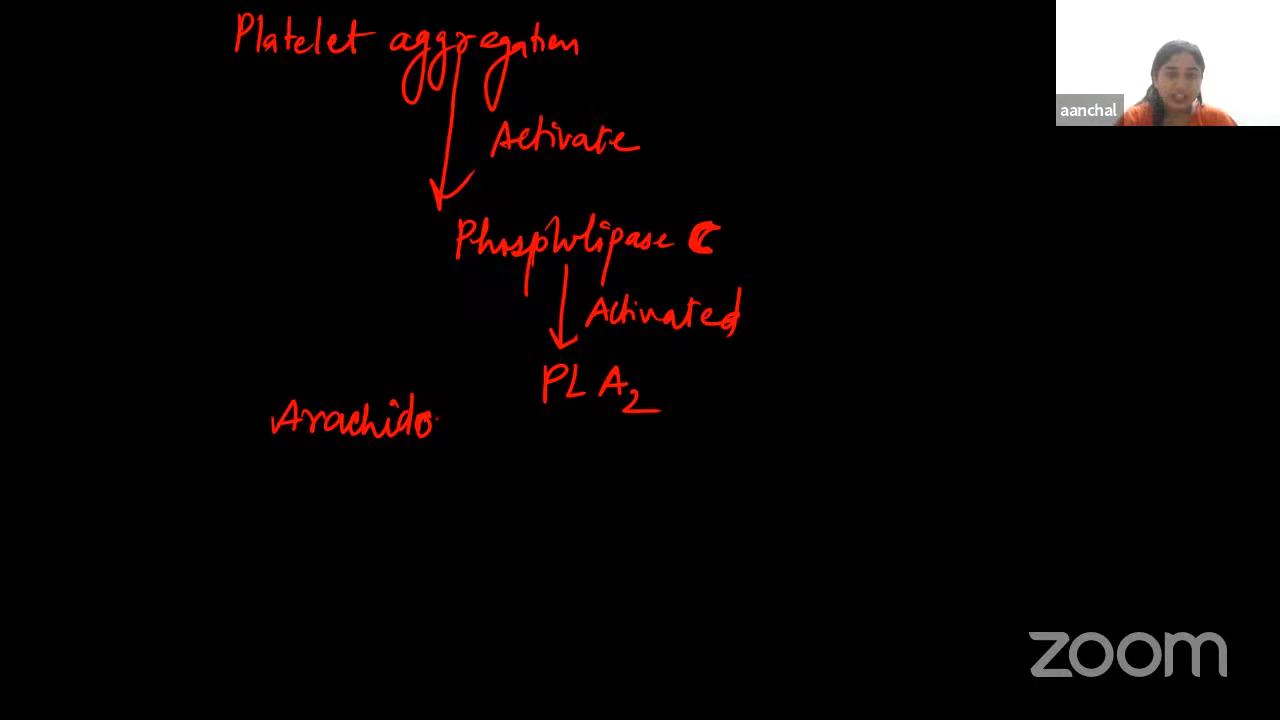 Platelet aggregation
aanchal
Activate
Phospholipase C
Activated
PLA2
Arachido
zoom